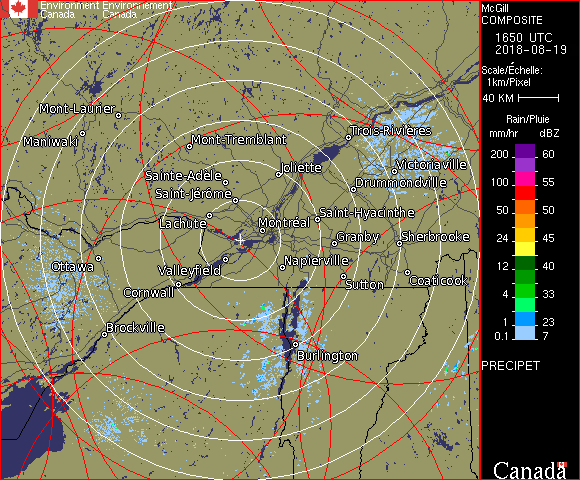 Environment Environnement
Canada Canada
McGill
COMPOSITE
1650 UTC
2018-08-19
Scale/Échelle:
1km/Pixel
40 KM
Rain/Pluie
mm/hr dBZ
200 60
100 55
50 50
24 45
12 40
4 33
1 23
0.1 7
PRECIPET
Canada
Mont-Laurier
Maniwaki
Mont-Tremblant
Trois-Rivières
Sainte-Adèle
Joliette
Victoriaville
Saint-Jérôme
Drummondville
Lachute
Montréal
Saint-Hyacinthe
Granby
Sherbrooke
Ottawa
Valleyfield
Napierville
Cornwall
Sutton
Coaticook
Brockville
Burlington